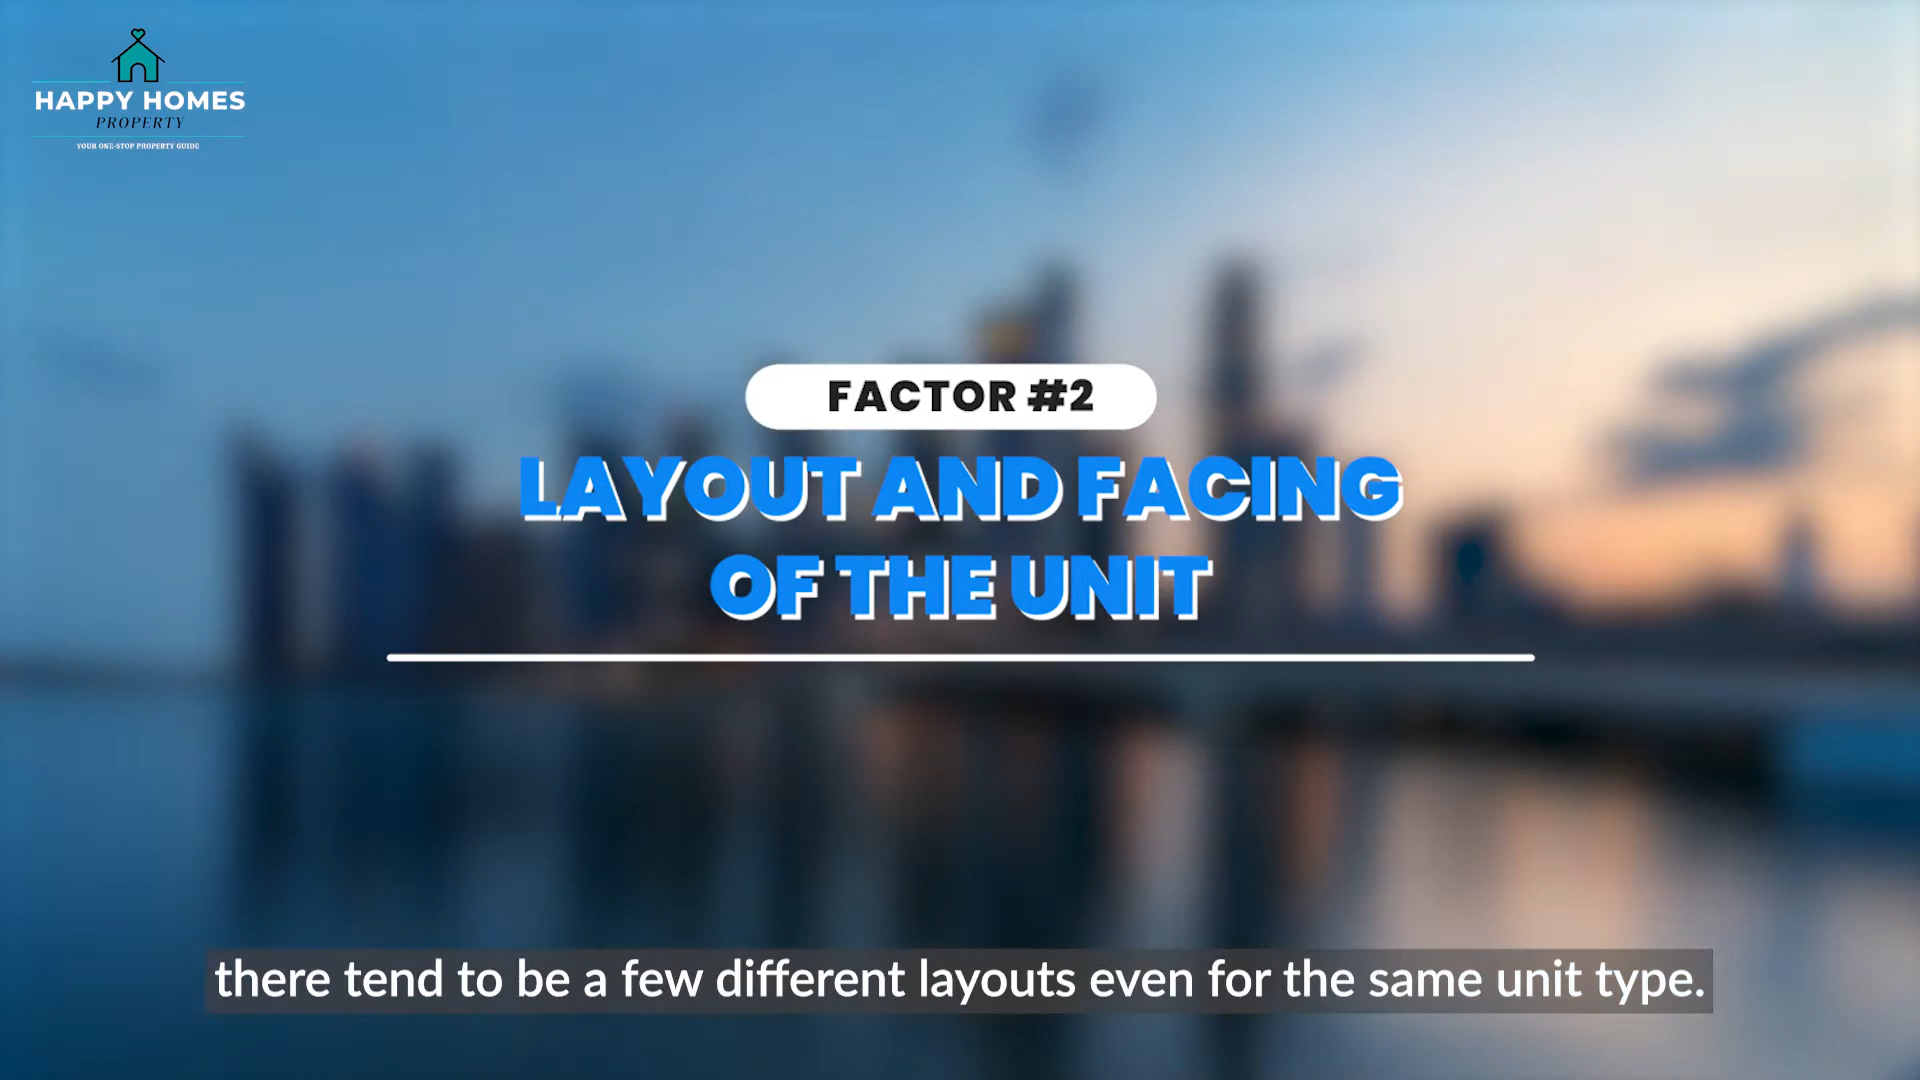 HAPPY HOMES
PROPERTY
YOUR ONE-STOP PROPERTY GUIDE
FACTOR #2
LAYOUT AND FACING
OF THE UNIT
there tend to be a few different layouts even for the same unit type.